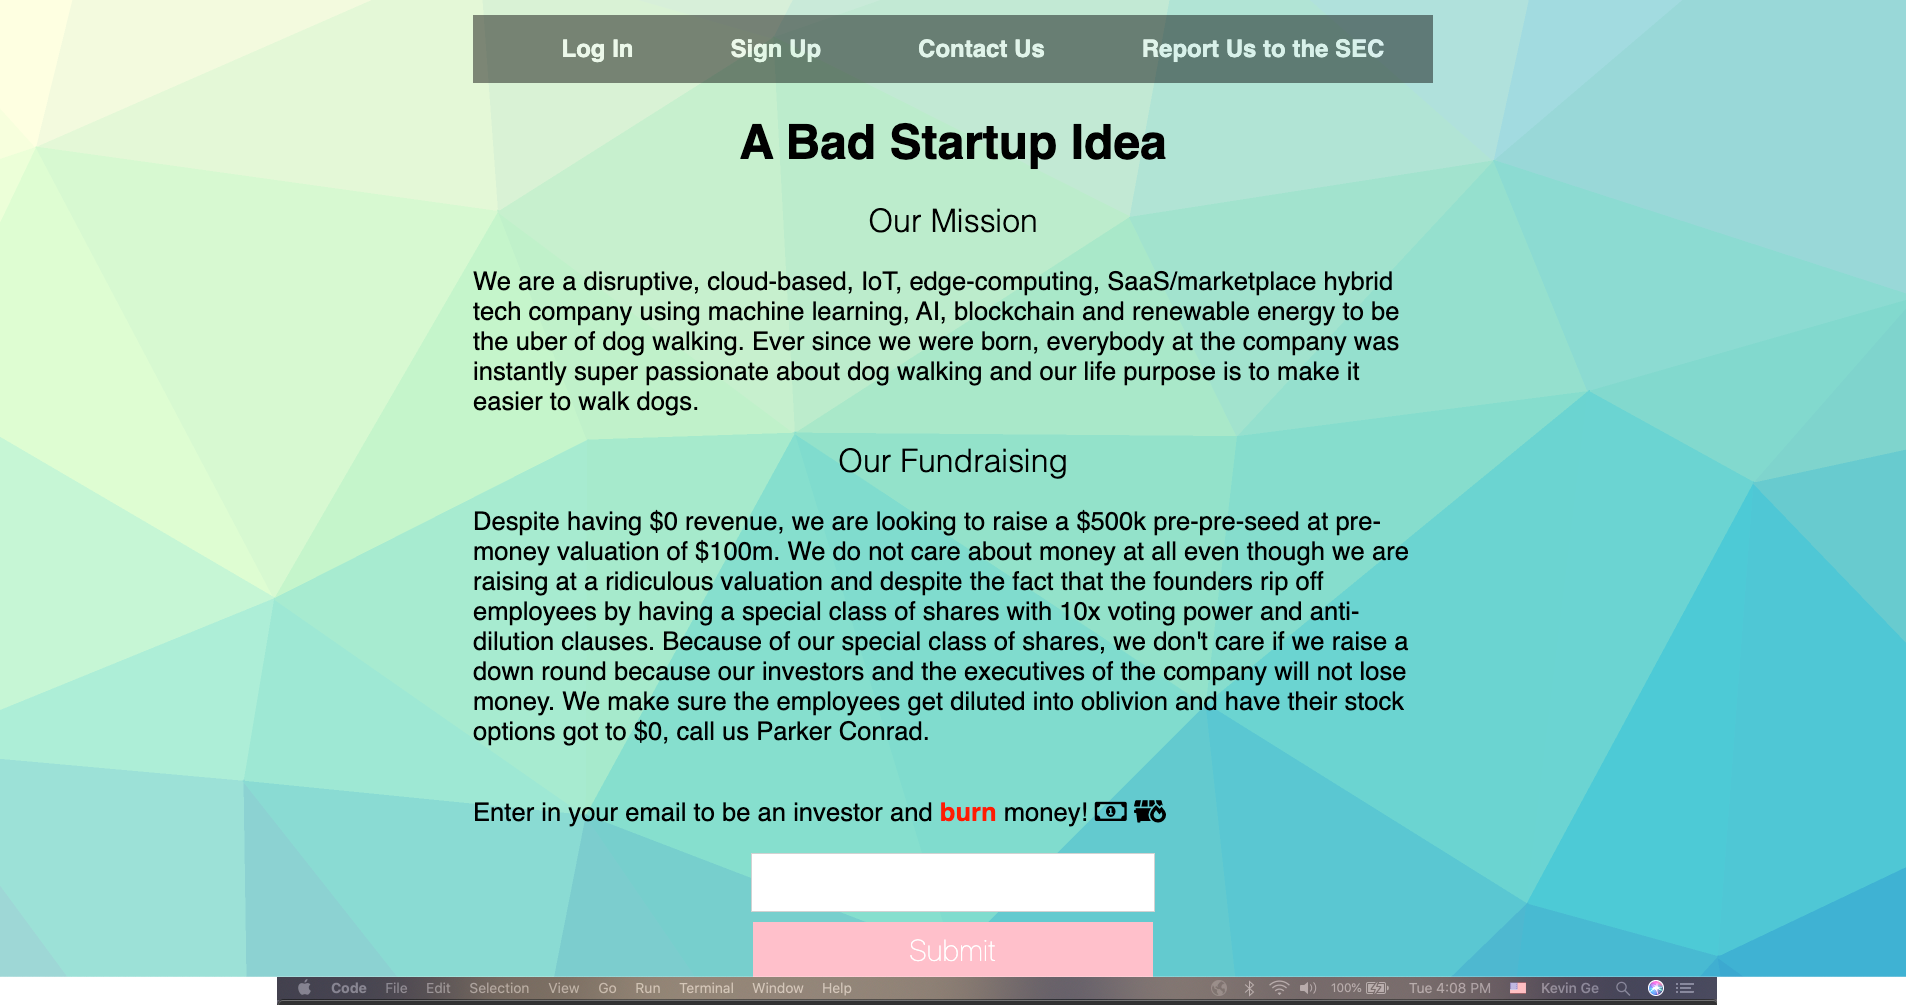 Log In Sign Up Contact Us Report Us to the SEC
A Bad Startup Idea
Our Mission
We are a disruptive, cloud-based, IoT, edge-computing, SaaS/marketplace hybrid
tech company using machine learning, AI, blockchain and renewable energy to be
the uber of dog walking. Ever since we were born, everybody at the company was
instantly super passionate about dog walking and our life purpose is to make it
easier to walk dogs.
Our Fundraising
Despite having $0 revenue, we are looking to raise a $500k pre-pre-seed at pre-
money valuation of $100m. We do not care about money at all even though we are
raising at a ridiculous valuation and despite the fact that the founders rip off
employees by having a special class of shares with 10x voting power and anti-
dilution clauses. Because of our special class of shares, we don't care if we raise a
down round because our investors and the executives of the company will not lose
money. We make sure the employees get diluted into oblivion and have their stock
options got to $0, call us Parker Conrad.
Enter in your email to be an investor and burn money!
Submit
Code File Edit Selection View Go Run Terminal Window Help 100% Tue 4:08 PM Kevin Ge